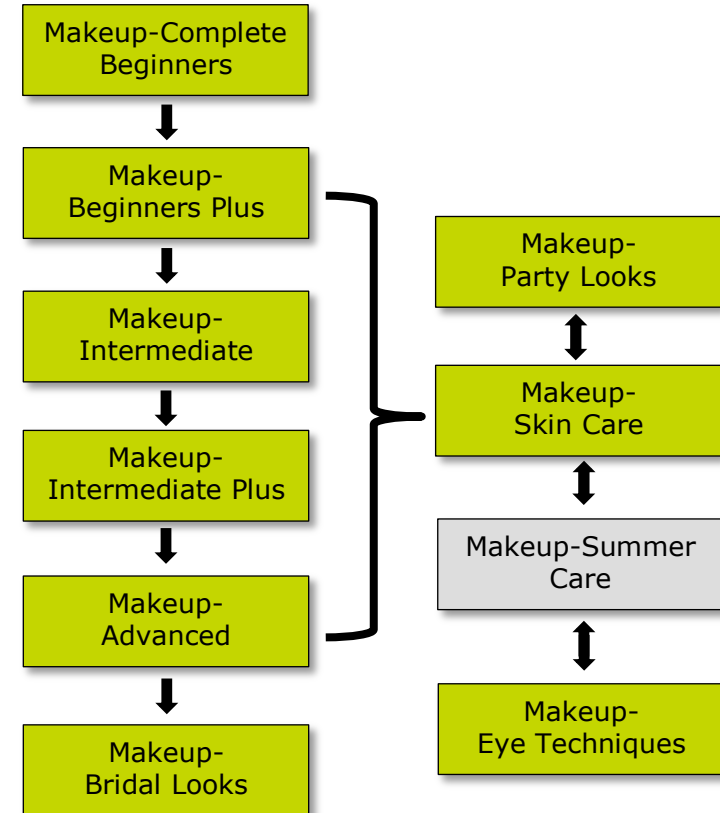 Makeup-Complete
Beginners
Makeup-
Beginners Plus
Makeup-
Intermediate
Makeup-
Intermediate Plus
Makeup-
Advanced
Makeup-
Bridal Looks
Makeup-
Party Looks
Makeup-
Skin Care
Makeup-Summer
Care
Makeup-
Eye Techniques